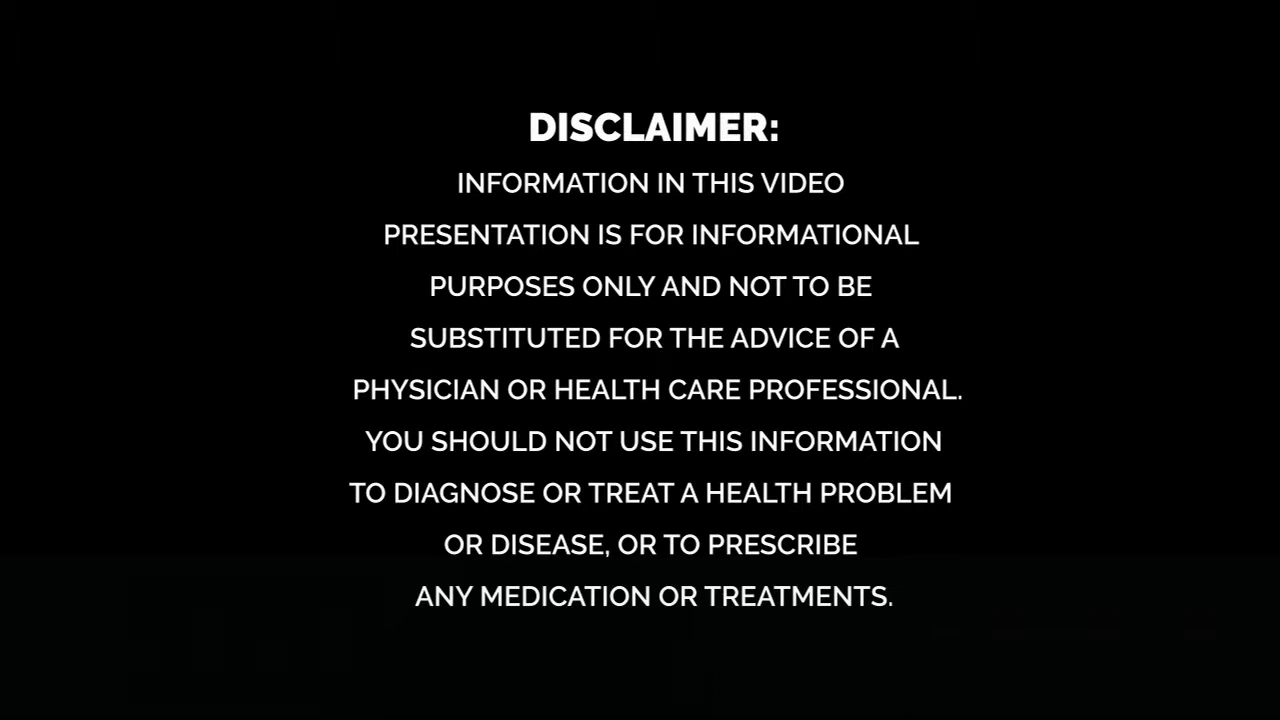 DISCLAIMER:
INFORMATION IN THIS VIDEO
PRESENTATION IS FOR INFORMATIONAL
PURPOSES ONLY AND NOT TO BE
SUBSTITUTED FOR THE ADVICE OF A
PHYSICIAN OR HEALTH CARE PROFESSIONAL.
YOU SHOULD NOT USE THIS INFORMATION
TO DIAGNOSE OR TREAT A HEALTH PROBLEM
OR DISEASE, OR TO PRESCRIBE
ANY MEDICATION OR TREATMENTS.